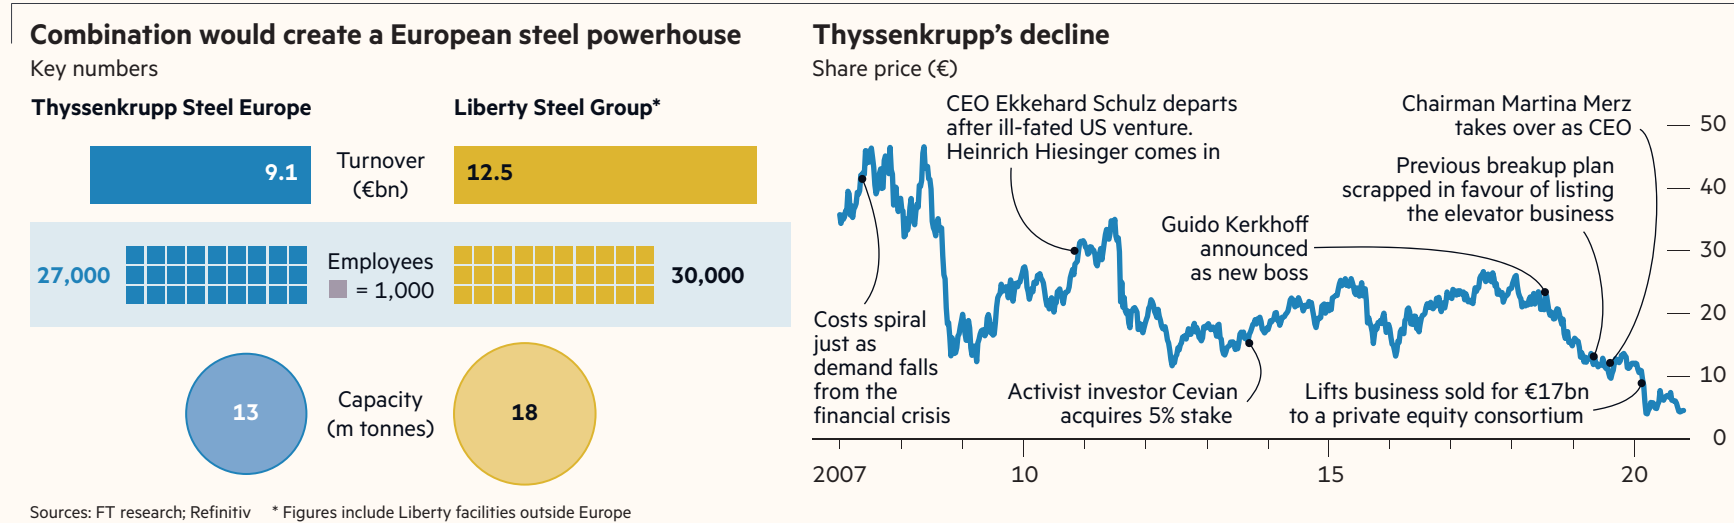 Combination would create a European steel powerhouse
Key numbers
Thyssenkrupp Steel Europe
Liberty Steel Group*
9.1
Turnover
(€bn)
12.5
27,000
Employees
= 1,000
30,000
13
Capacity
(m tonnes)
18
Sources: FT research; Refinitiv * Figures include Liberty facilities outside Europe
Thyssenkrupp's decline
Share price (€)
CEO Ekkehard Schulz departs
after ill-fated US venture.
Heinrich Hiesinger comes in
Chairman Martina Merz
takes over as CEO
Previous breakup plan
scrapped in favour of listing
the elevator business
Guido Kerkhoff
announced
as new boss
Costs spiral
just as
demand falls
from the
financial crisis
Activist investor Cevian
acquires 5% stake
Lifts business sold for €17bn
to a private equity consortium
50
40
30
20
10
0
2007
10
15
20